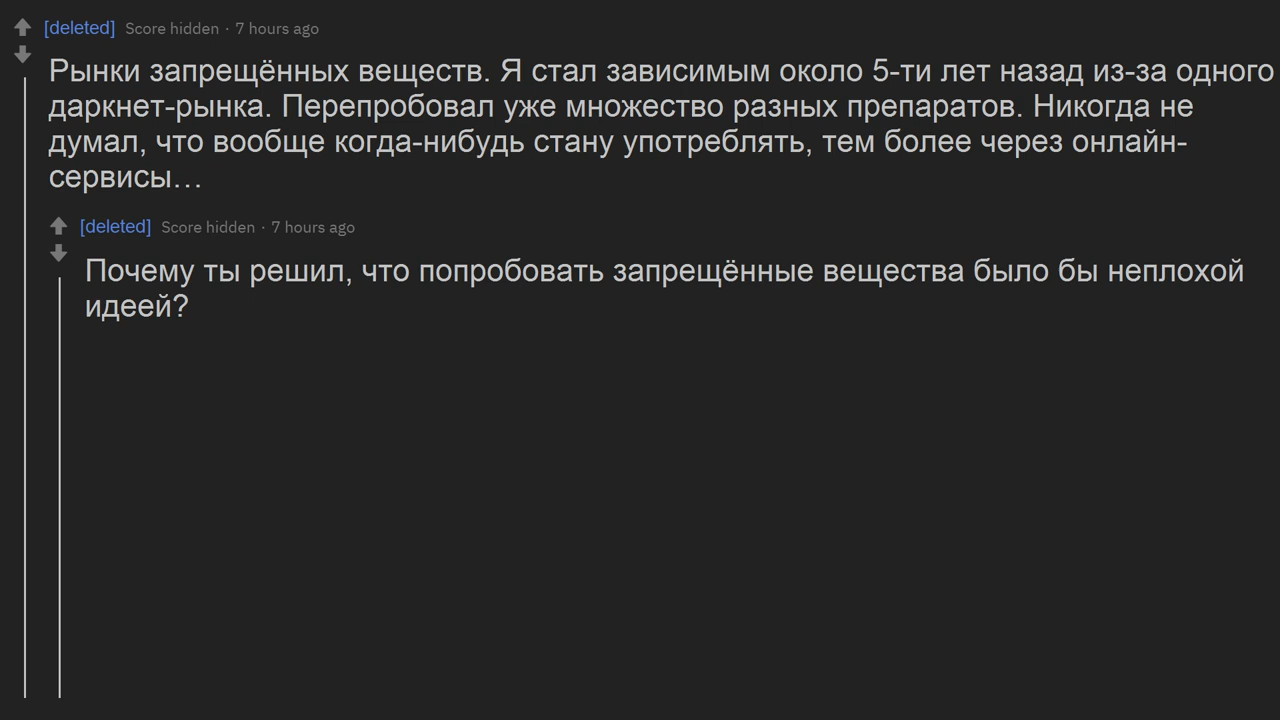 [deleted] Score hidden · 7 hours ago
Рынки запрещённых веществ. Я стал зависимым около 5-ти лет назад из-за одного
даркнет-рынка. Перепробовал уже множество разных препаратов. Никогда не
думал, что вообще когда-нибудь стану употреблять, тем более через онлайн-
сервисы…
[deleted] Score hidden · 7 hours ago
Почему ты решил, что попробовать запрещённые вещества было бы неплохой
идеей?